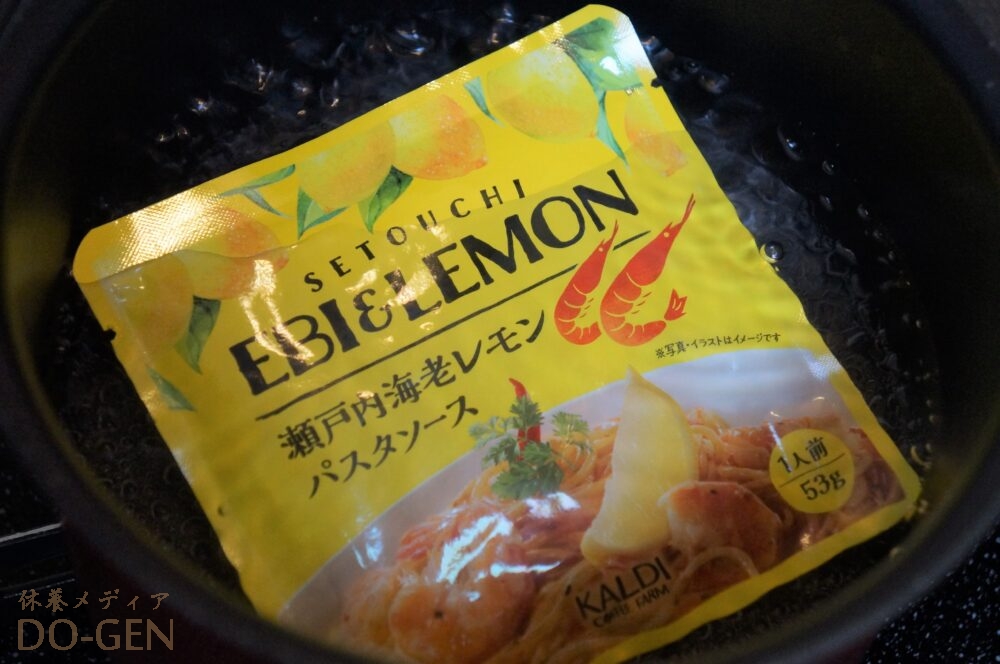 SETOUCHI
EBI&LEMON
瀬戸内海老レモン
パスタソース
※写真・イラストはイメージです
1人前
53g
KALDI
COFFEE FARM
休養メディア
DO-GEN